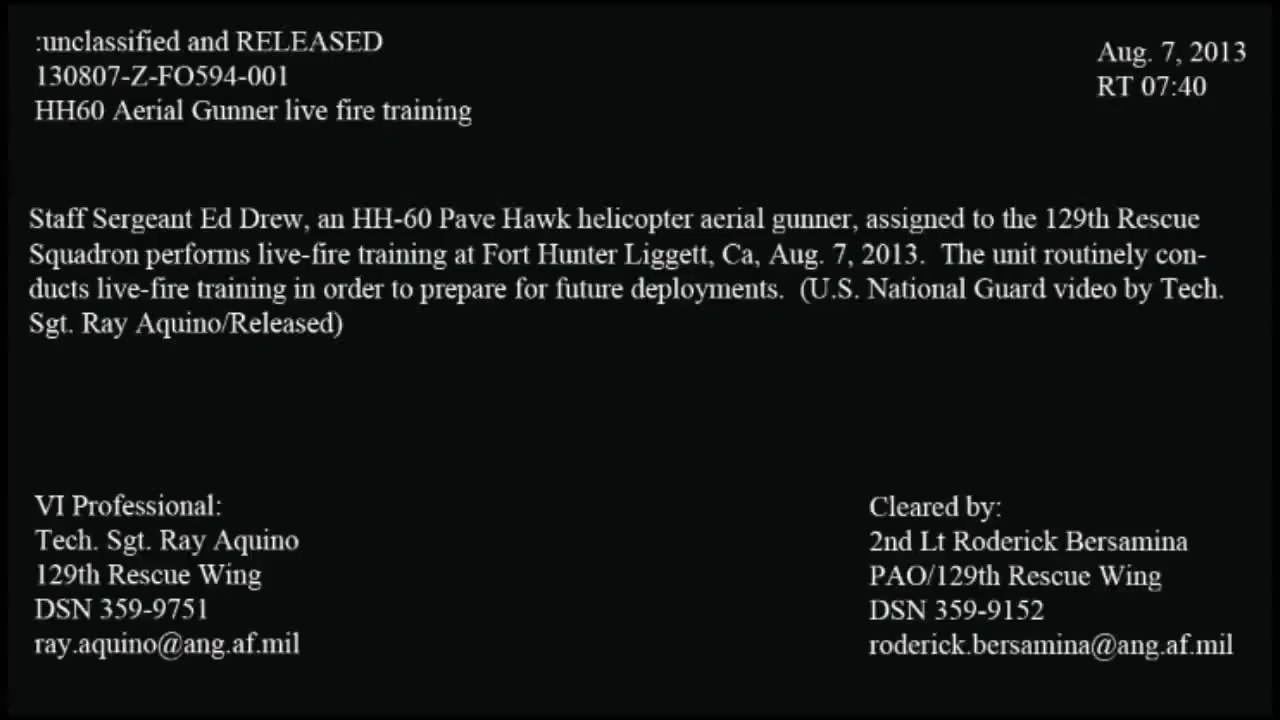 :unclassified and RELEASED
130807-Z-FO594-001
HH60 Aerial Gunner live fire training
Aug. 7, 2013
RT 07:40
Staff Sergeant Ed Drew, an HH-60 Pave Hawk helicopter aerial gunner, assigned to the 129th Rescue
Squadron performs live-fire training at Fort Hunter Liggett, Ca, Aug. 7, 2013.  The unit routinely con-
ducts live-fire training in order to prepare for future deployments.  (U.S. National Guard video by Tech.
Sgt. Ray Aquino/Released)
VI Professional:
Tech. Sgt. Ray Aquino
129th Rescue Wing
DSN 359-9751
ray.aquino@ang.af.mil
Cleared by:
2nd Lt Roderick Bersamina
PAO/129th Rescue Wing
DSN 359-9152
roderick.bersamina@ang.af.mil